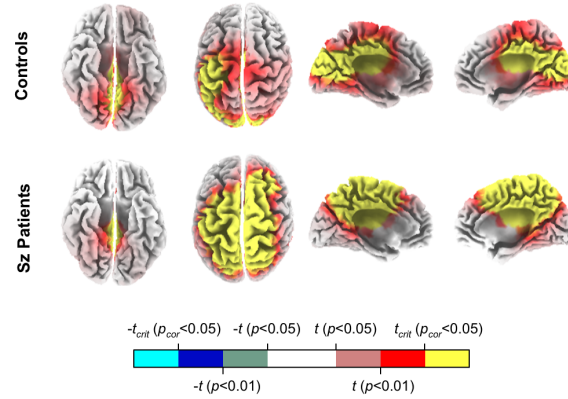 Controls
Sz Patients
-t_crit (p_cor<0.05) -t (p<0.05) t (p<0.05) t_crit (p_cor<0.05)
-t (p<0.01) t (p<0.01)